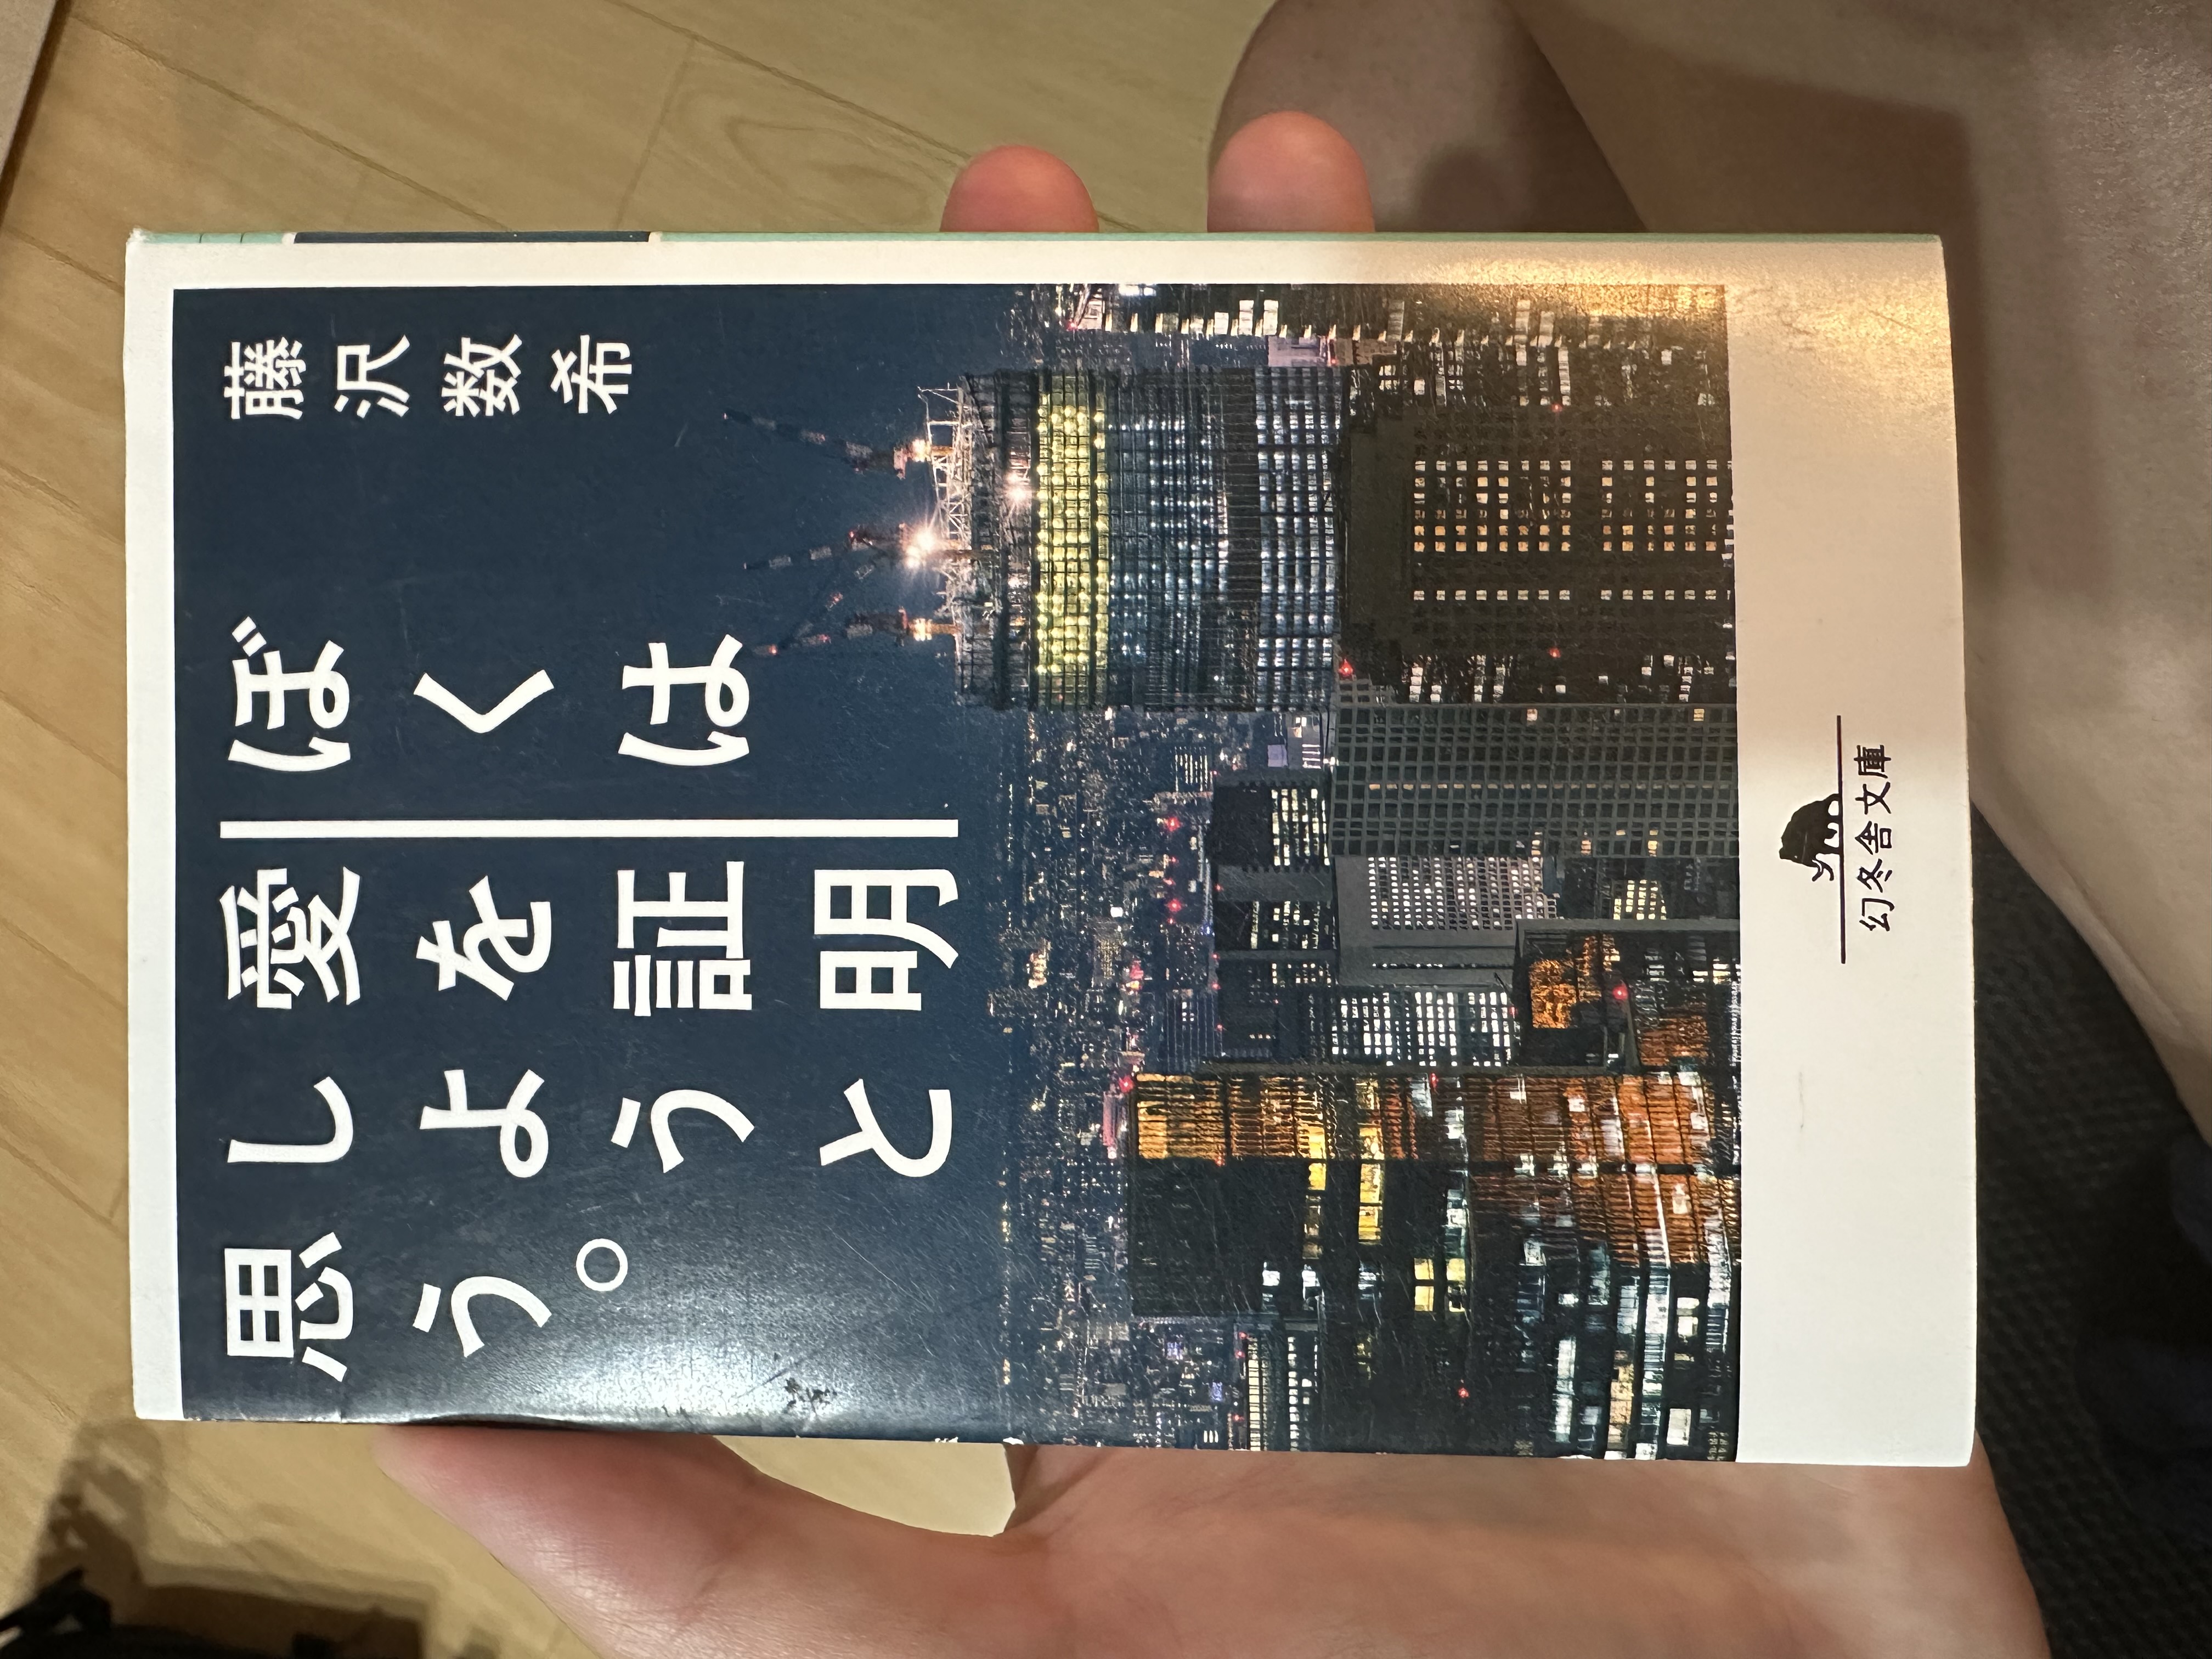 藤沢数希
ぼくは
愛を証明
しようと
思う。
幻冬舎文庫